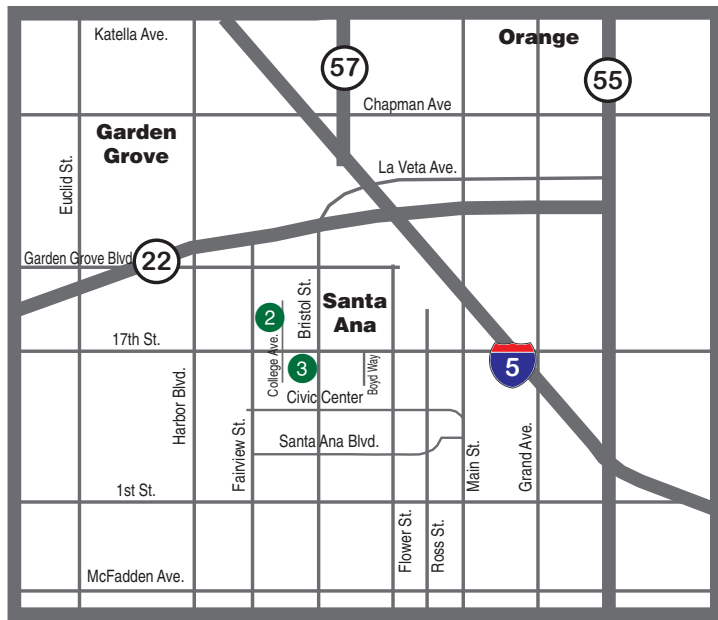 Katella Ave.
Orange
57
55
Chapman Ave
Garden
Grove
La Veta Ave.
Euclid St.
Garden Grove Blvd
22
Bristol St.
Santa
Ana
2
17th St.
College Ave.
3
Boyd Way
5
Civic Center
Harbor Blvd.
Fairview St.
Santa Ana Blvd.
Main St.
Grand Ave.
1st St.
Flower St.
Ross St.
McFadden Ave.